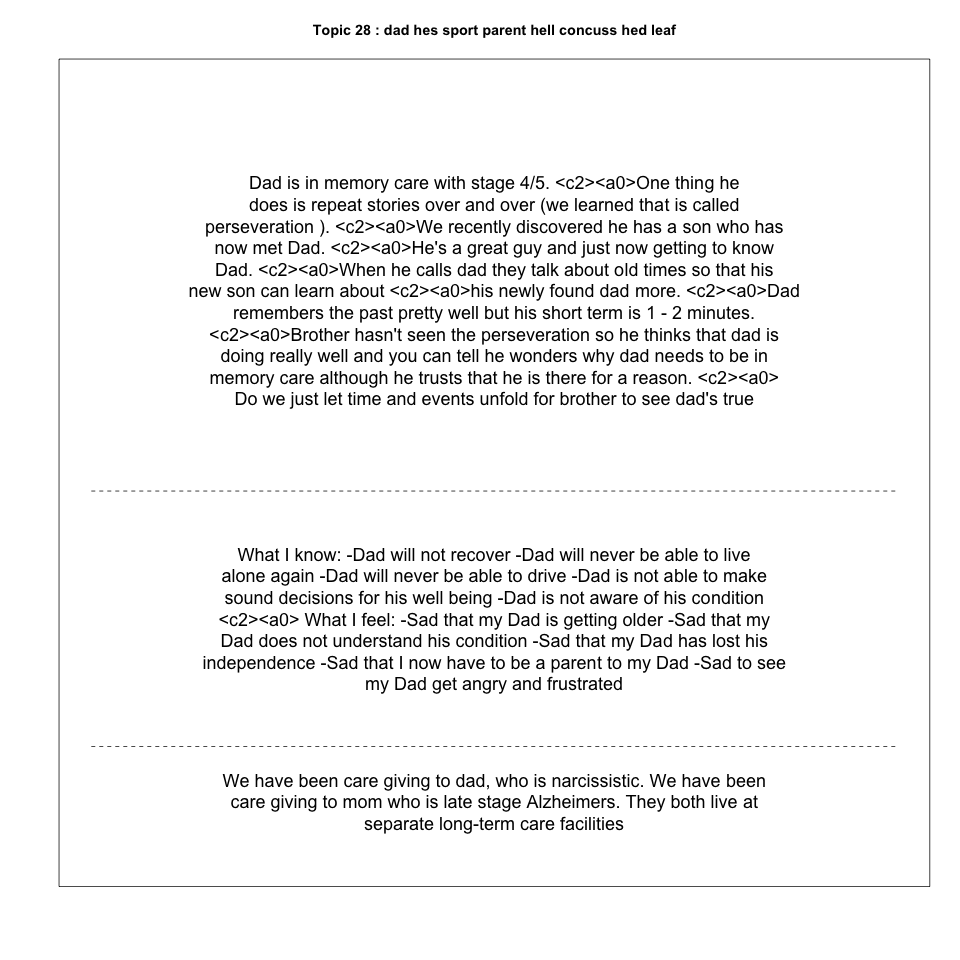 Topic 28 : dad hes sport parent hell concuss hed leaf
Dad is in memory care with stage 4/5. <c2><a0>One thing he
does is repeat stories over and over (we learned that is called
perseveration ). <c2><a0>We recently discovered he has a son who has
now met Dad. <c2><a0>He's a great guy and just now getting to know
Dad. <c2><a0>When he calls dad they talk about old times so that his
new son can learn about <c2><a0>his newly found dad more. <c2><a0>Dad
remembers the past pretty well but his short term is 1 - 2 minutes.
<c2><a0>Brother hasn't seen the perseveration so he thinks that dad is
doing really well and you can tell he wonders why dad needs to be in
memory care although he trusts that he is there for a reason. <c2><a0>
Do we just let time and events unfold for brother to see dad's true
What I know: -Dad will not recover -Dad will never be able to live
alone again -Dad will never be able to drive -Dad is not able to make
sound decisions for his well being -Dad is not aware of his condition
<c2><a0> What I feel: -Sad that my Dad is getting older -Sad that my
Dad does not understand his condition -Sad that my Dad has lost his
independence -Sad that I now have to be a parent to my Dad -Sad to see
my Dad get angry and frustrated
We have been care giving to dad, who is narcissistic. We have been
care giving to mom who is late stage Alzheimers. They both live at
separate long-term care facilities